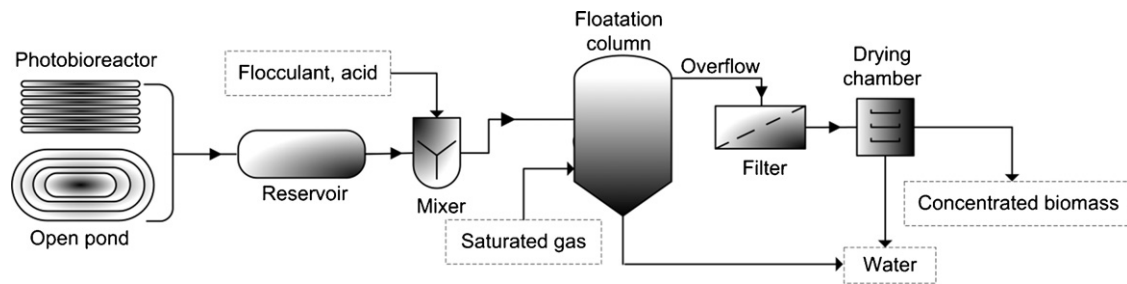 Photobioreactor
Open pond
Reservoir
Flocculant, acid
Mixer
Saturated gas
Floatation
column
Overflow
Filter
Drying
chamber
Concentrated biomass
Water